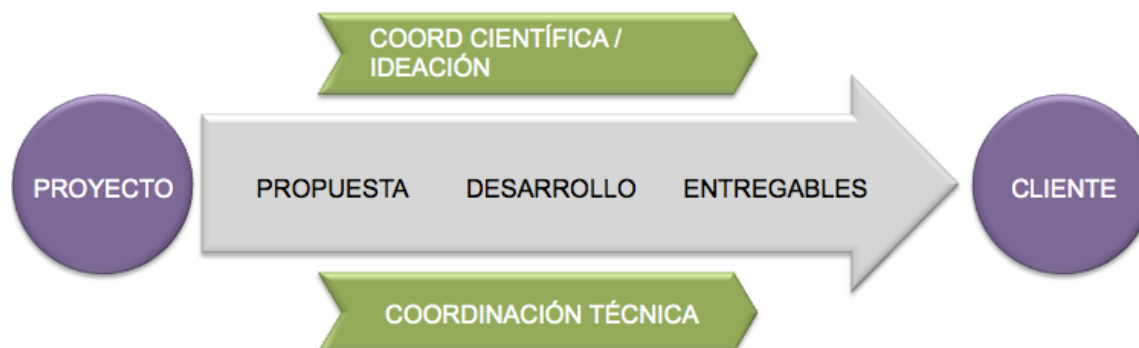 COORD CIENTÍFICA /
IDEACIÓN
PROYECTO
PROPUESTA
DESARROLLO
ENTREGABLES
CLIENTE
COORDINACIÓN TÉCNICA